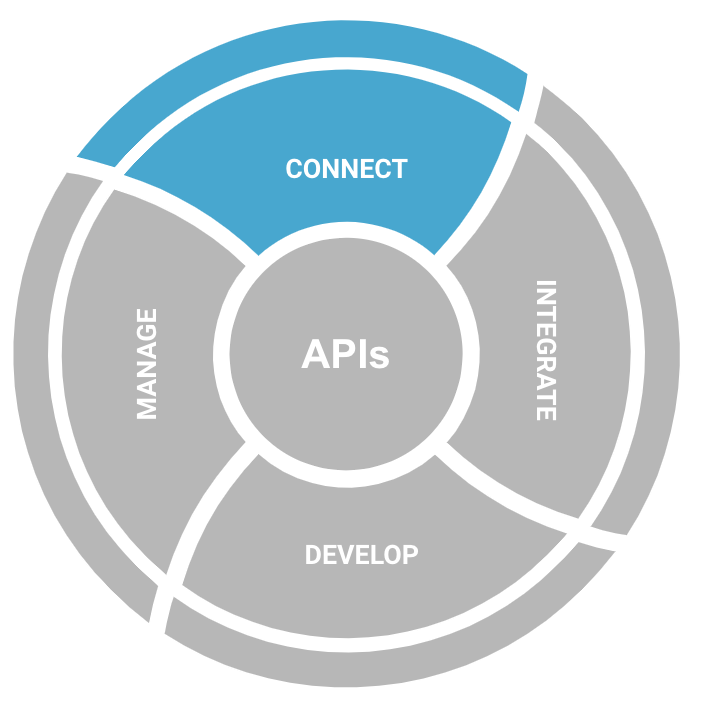 CONNECT
INTEGRATE
MANAGE
APIs
DEVELOP